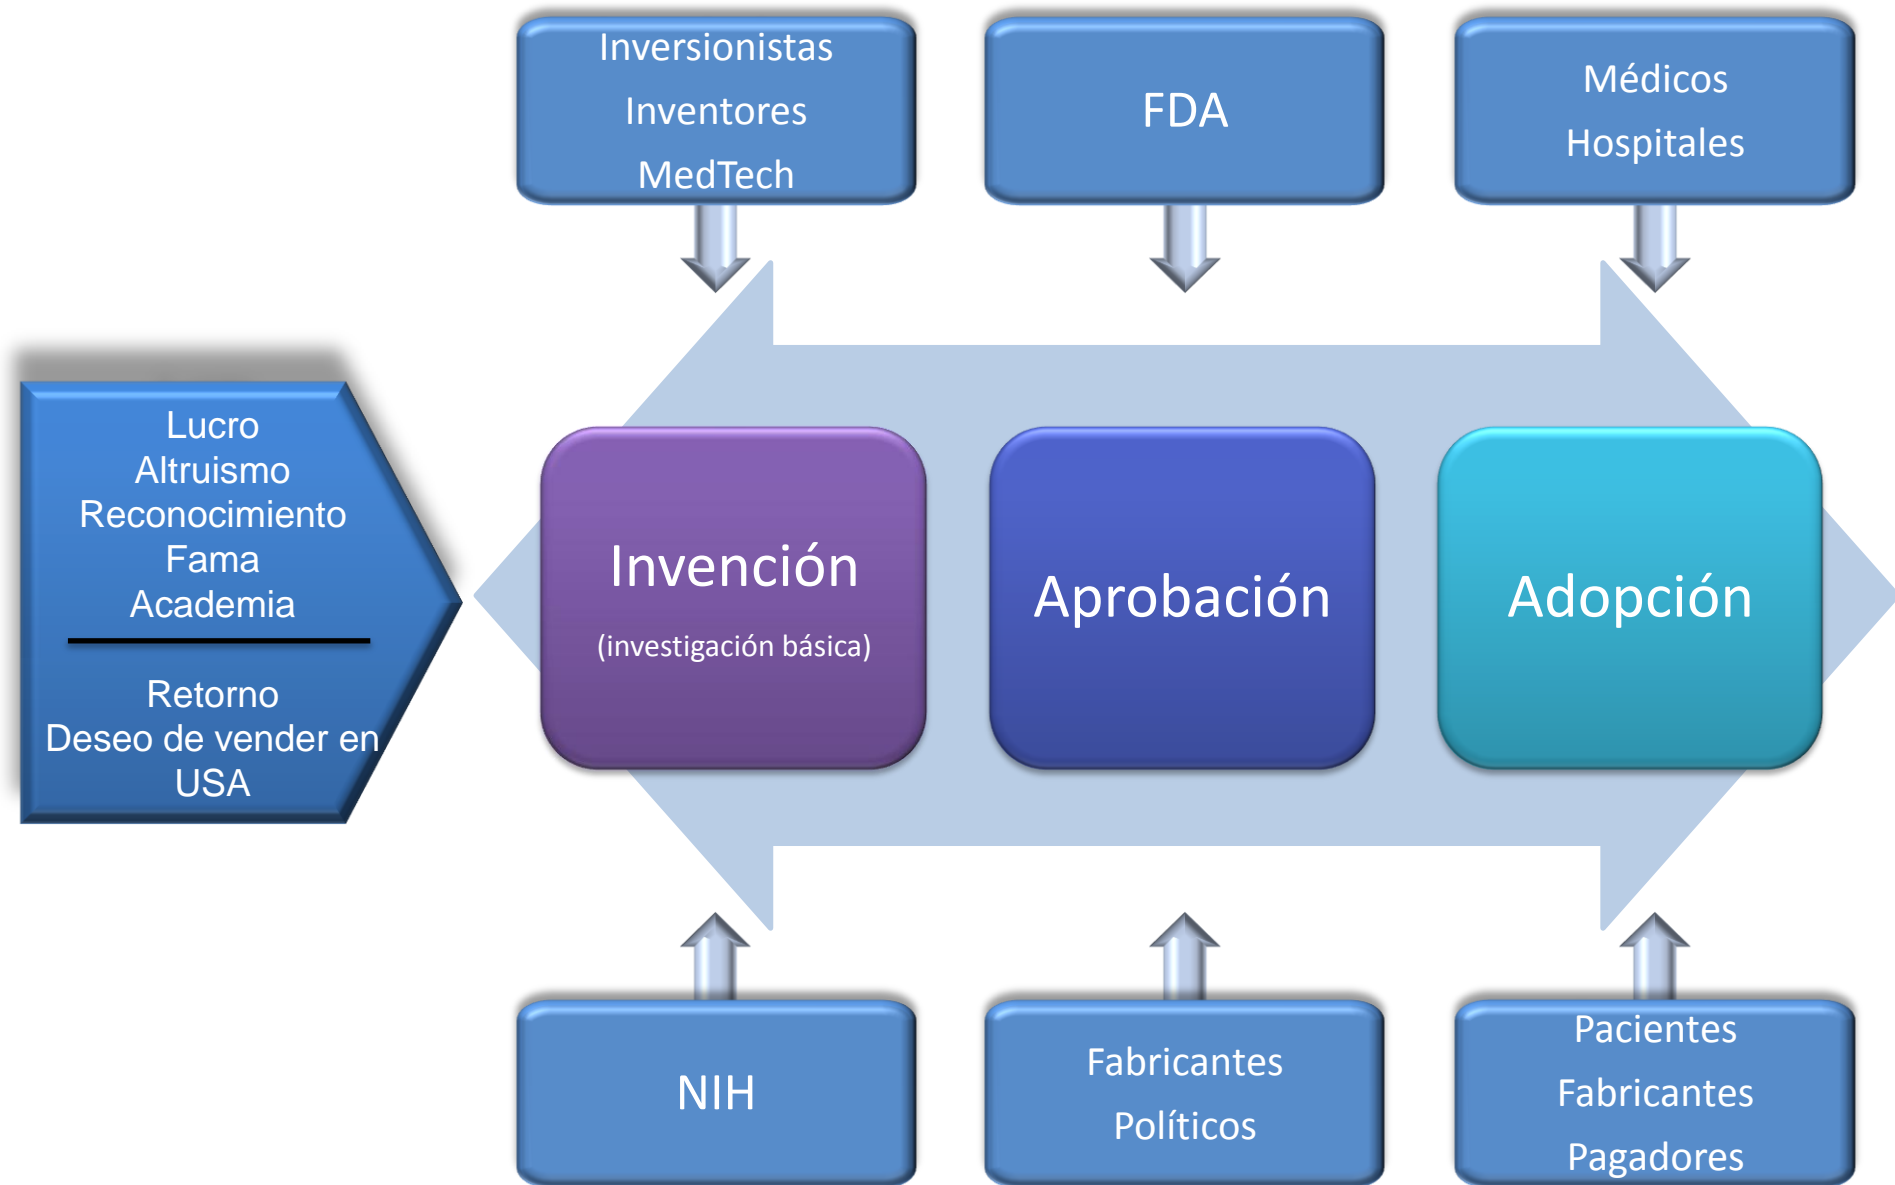 Inversionistas
Inventores
MedTech
FDA
Médicos
Hospitales
Lucro
Altruismo
Reconocimiento
Fama
Academia
Retorno
Deseo de vender en
USA
Invención
(investigación básica)
Aprobación
Adopción
NIH
Fabricantes
Políticos
Pacientes
Fabricantes
Pagadores